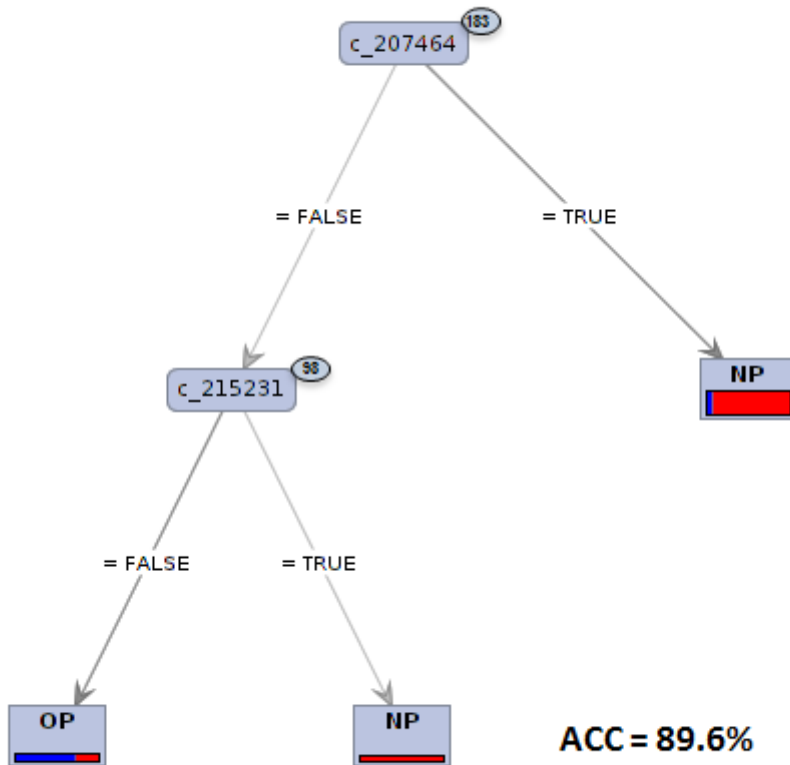 183
c_207464
= FALSE
= TRUE
98
c_215231
NP
= FALSE
= TRUE
OP
NP
ACC = 89.6%